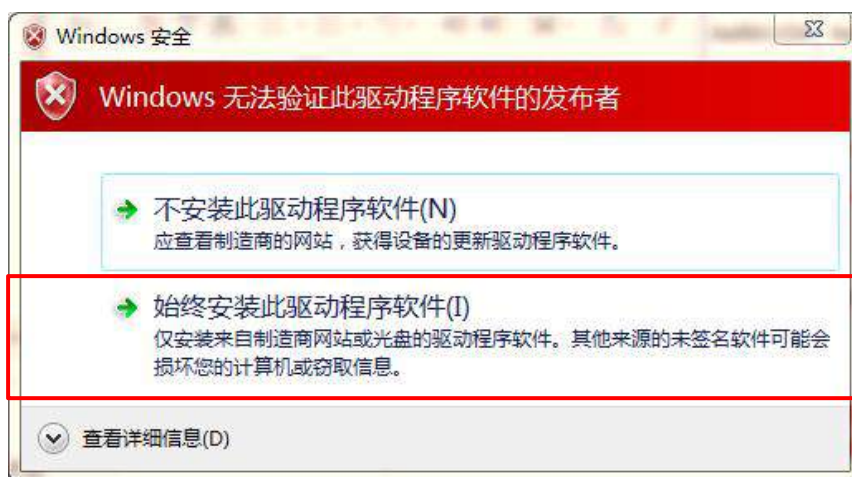 Windows 安全
Windows 无法验证此驱动程序软件的发布者
不安装此驱动程序软件(N)
应查看制造商的网站，获得设备的更新驱动程序软件。
始终安装此驱动程序软件(I)
仅安装来自制造商网站或光盘的驱动程序软件。其他来源的未签名软件可能会
损坏您的计算机或窃取信息。
查看详细信息(D)